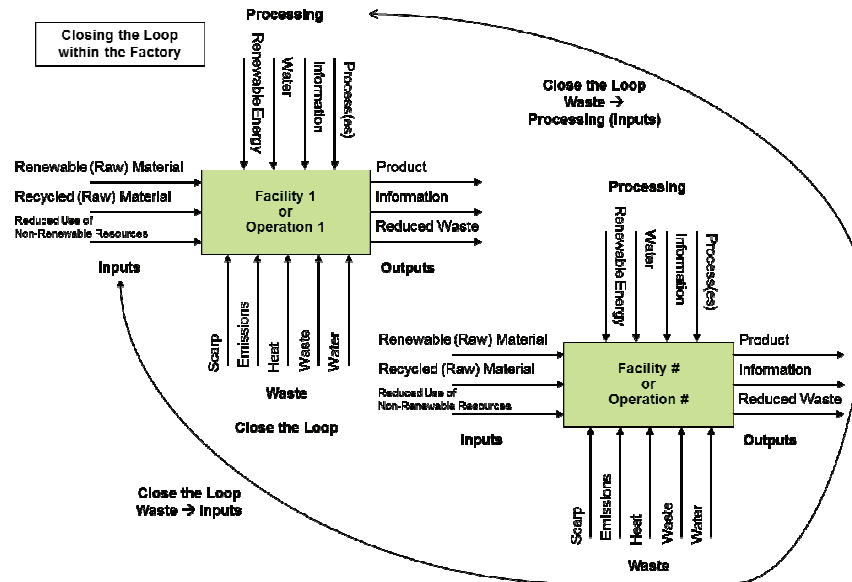 Closing the Loop
within the Factory
Processing
Renewable Energy
Water
Information
Process(es)
Close the Loop
Waste →
Processing (Inputs)
Renewable (Raw) Material
Recycled (Raw) Material
Reduced Use of
Non-Renewable Resources
Inputs
Facility 1
or
Operation 1
Product
Information
Reduced Waste
Outputs
Scarp
Emissions
Heat
Waste
Water
Waste
Close the Loop
Processing
Renewable Energy
Water
Information
Process(es)
Renewable (Raw) Material
Recycled (Raw) Material
Reduced Use of
Non-Renewable Resources
Inputs
Facility #
or
Operation #
Product
Information
Reduced Waste
Outputs
Close the Loop
Waste → Inputs
Scarp
Emissions
Heat
Waste
Water
Waste